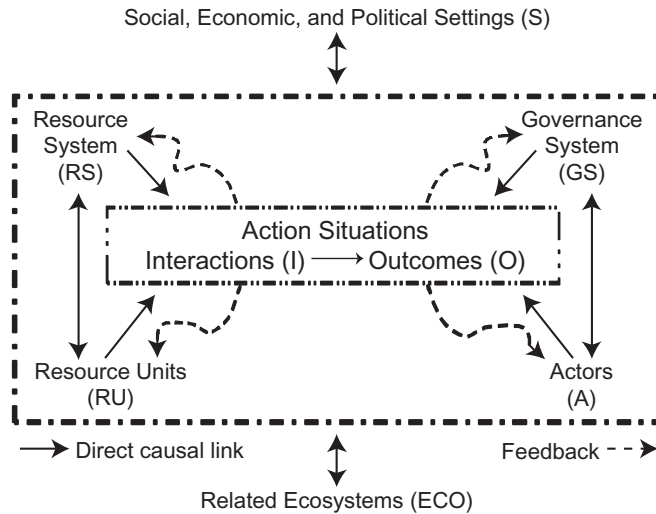 Social, Economic, and Political Settings (S)
Resource
System
(RS)
Governance
System
(GS)
Action Situations
Interactions (I) Outcomes (O)
Resource Units
(RU)
Actors
(A)
Direct causal link
Feedback
Related Ecosystems (ECO)